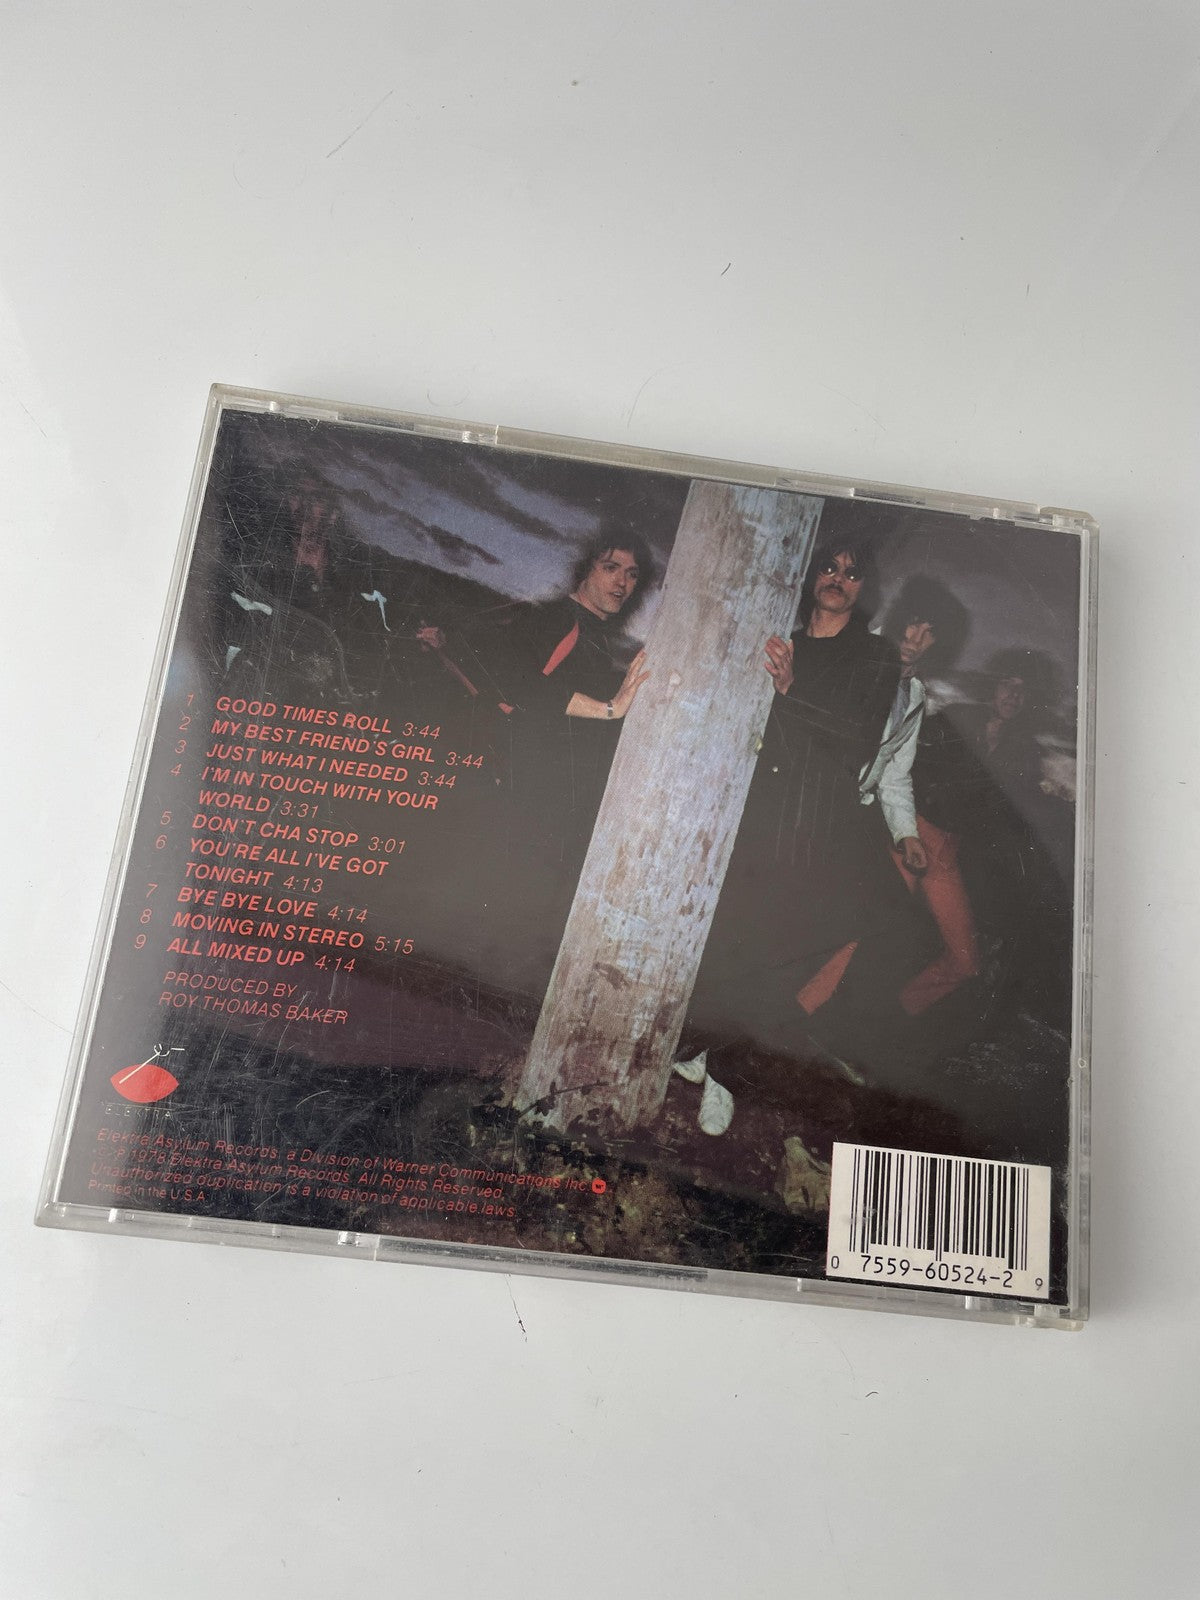 1 GOOD TIMES ROLL 3:44
2 MY BEST FRIEND'S GIRL 3:44
3 JUST WHAT I NEEDED 3:44
4 I'M IN TOUCH WITH YOUR
WORLD 3:31
5 DON'T CHA STOP 3:01
6 YOU'RE ALL I'VE GOT
TONIGHT 4:13
7 BYE BYE LOVE 4:14
8 MOVING IN STEREO 5:15
9 ALL MIXED UP 4:14
PRODUCED BY
ROY THOMAS BAKER
ELEKTRA
Elektra/Asylum Records, a Division of Warner Communications Inc.
© ℗ 1978 Elektra/Asylum Records. All Rights Reserved.
Unauthorized duplication is a violation of applicable laws.
Printed in the U.S.A.
0 7559-60524-2 9